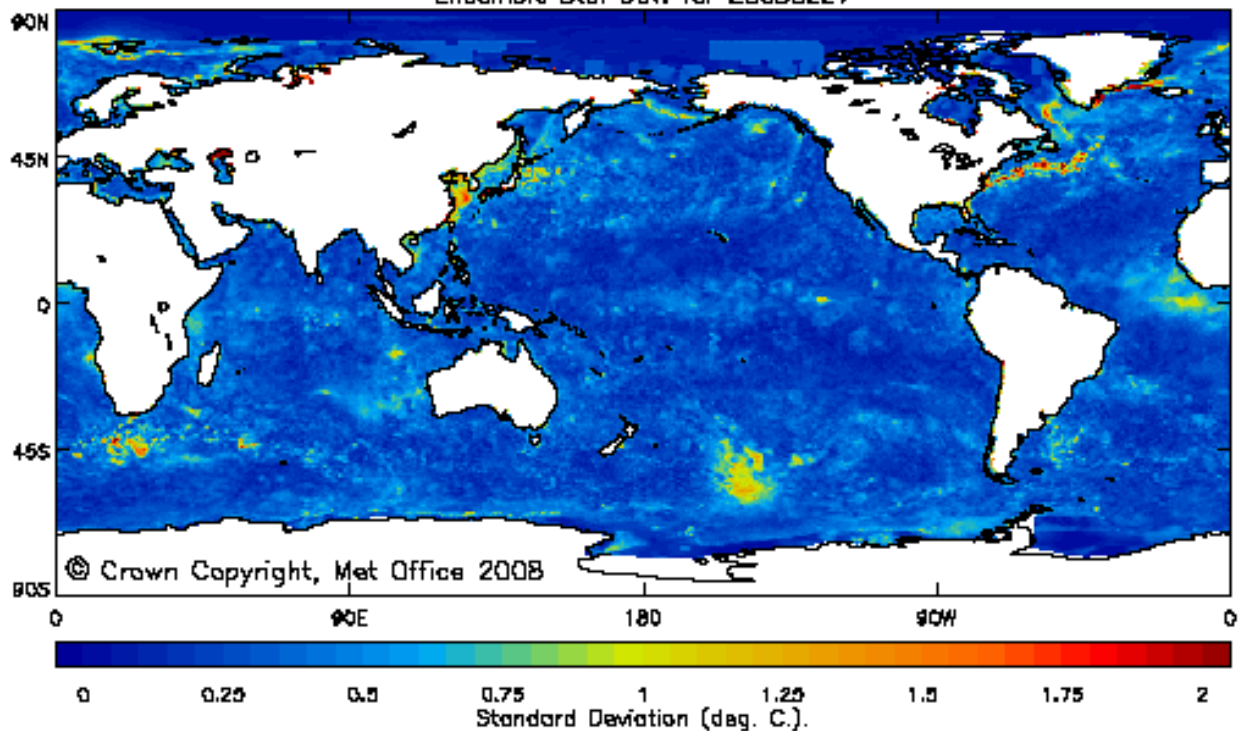 90N
45N
0
45S
90S
© Crown Copyright, Met Office 2008
0 90E 180 90W 0
0 0.25 0.5 0.75 1 1.25 1.5 1.75 2
Standard Deviation (deg. C.).